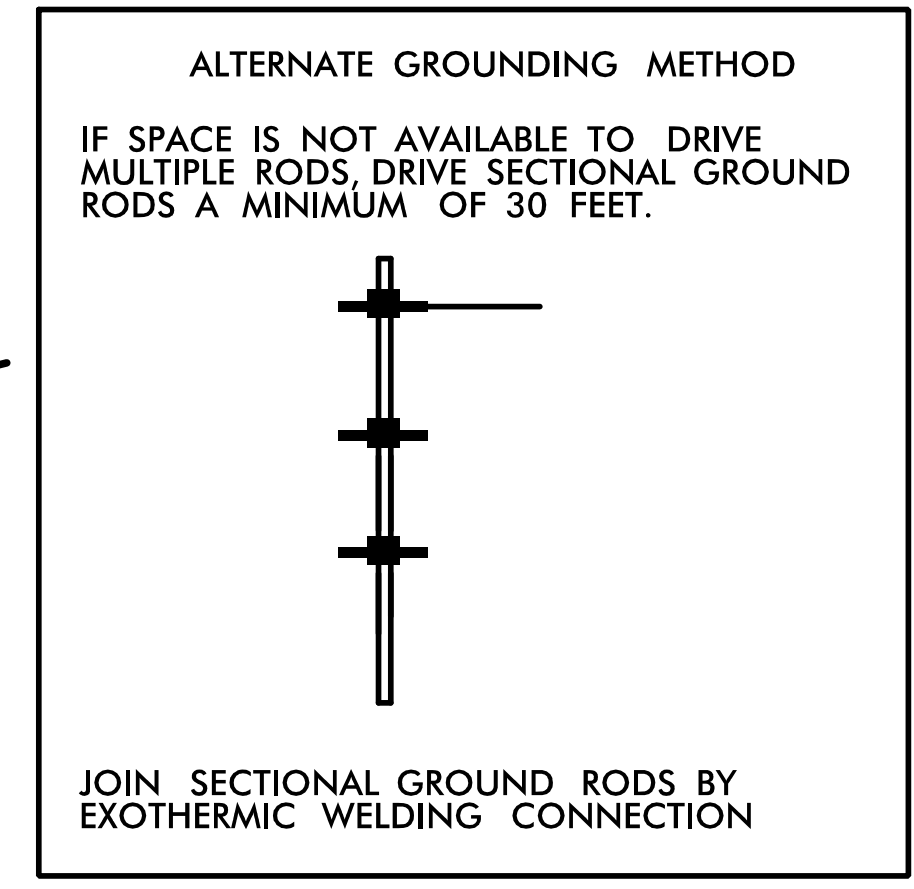 ALTERNATE GROUNDING METHOD
IF SPACE IS NOT AVAILABLE TO DRIVE
MULTIPLE RODS, DRIVE SECTIONAL GROUND
RODS A MINIMUM OF 30 FEET.
JOIN SECTIONAL GROUND RODS BY
EXOTHERMIC WELDING CONNECTION